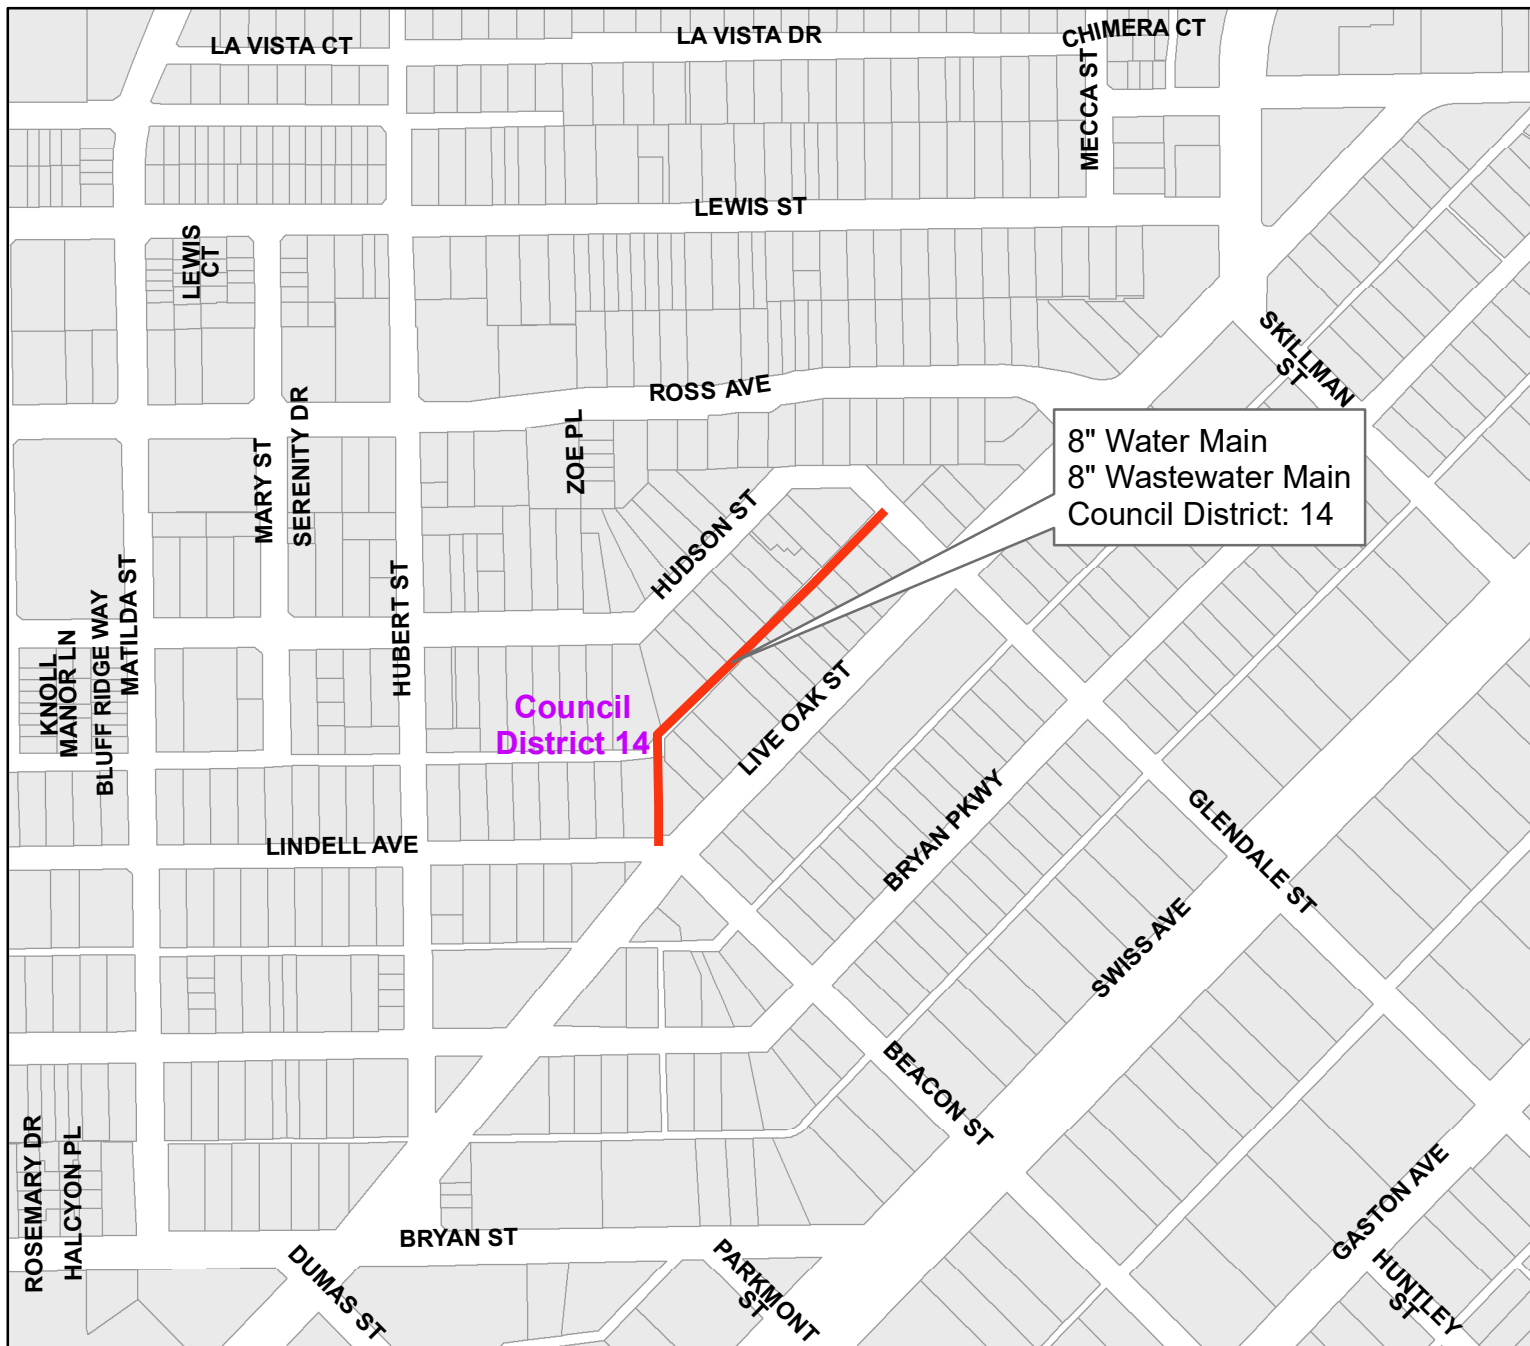 LA VISTA CT
LA VISTA DR
CHIMERA CT
MECCA ST
LEWIS ST
LEWIS
CT
SKILLMAN
ST
ROSS AVE
SERENITY DR
ZOE PL
MARY ST
8" Water Main
8" Wastewater Main
Council District: 14
HUDSON ST
HUBERT ST
MATILDA ST
BLUFF RIDGE WAY
KNOLL
MANOR LN
Council
District 14
LIVE OAK ST
BRYAN PKWY
GLENDALE ST
LINDELL AVE
SWISS AVE
BEACON ST
ROSEMARY DR
HALCYON PL
GASTON AVE
BRYAN ST
DUMAS ST
PARKMONT
ST
HUNTLEY
ST